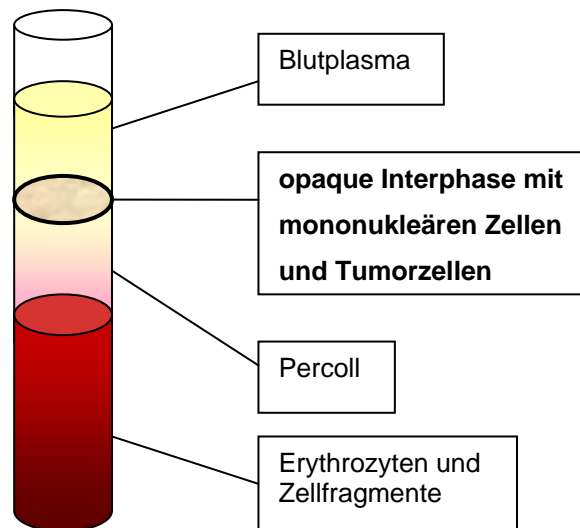 Blutplasma
opaque Interphase mit
mononukleären Zellen
und Tumorzellen
Percoll
Erythrozyten und
Zellfragmente